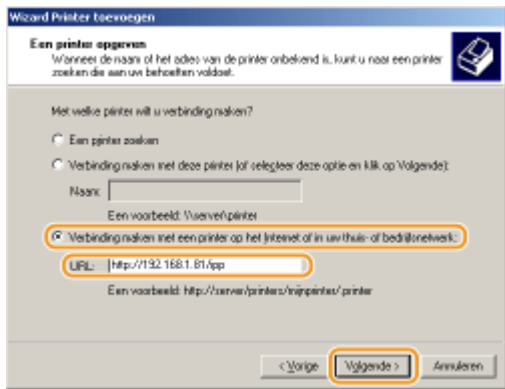 Wizard Printer toevoegen
Een printer opgeven
Wanneer de naam of het adres van de printer onbekend is, kunt u naar een printer
zoeken die aan uw behoeften voldoet.
Met welke printer wilt u verbinding maken?
Een printer zoeken
Verbinding maken met deze printer (of selecteer deze optie en klik op Volgende):
Naam:
Een voorbeeld: \\server\printer
Verbinding maken met een printer op het Internet of in uw thuis- of bedrijfsnetwerk:
URL: http://192.168.1.81/ipp
Een voorbeeld: http://server/printers/mijnprinter/.printer
< Vorige Volgende > Annuleren